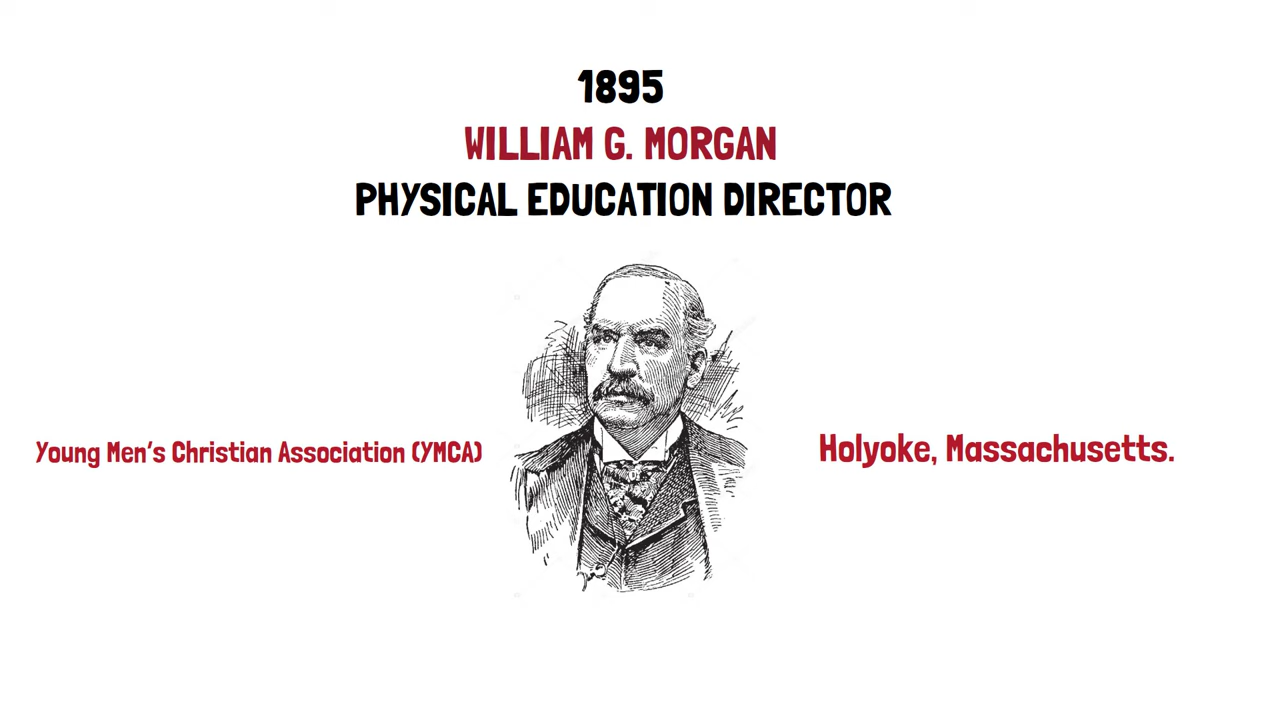 1895
WILLIAM G. MORGAN
PHYSICAL EDUCATION DIRECTOR
Young Men's Christian Association (YMCA)
Holyoke, Massachusetts.